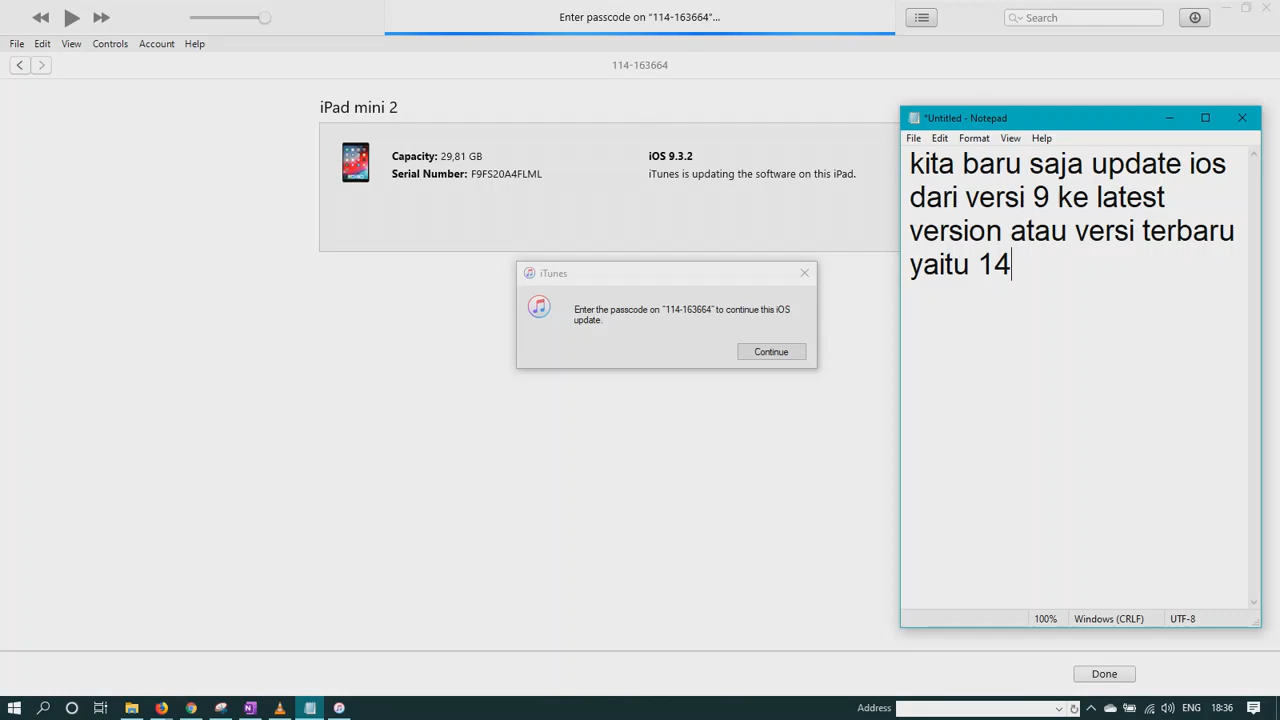 Enter passcode on “114-163664”...
Search
File Edit View Controls Account Help
114-163664
iPad mini 2
Capacity: 29,81 GB
Serial Number: F9FS20A4FLML
iOS 9.3.2
iTunes is updating the software on this iPad.
iTunes
Enter the passcode on “114-163664” to continue this iOS
update.
Continue
*Untitled - Notepad
File Edit Format View Help
kita baru saja update ios
dari versi 9 ke latest
version atau versi terbaru
yaitu 14
100% Windows (CRLF) UTF-8
Done
Address
ENG 18:36